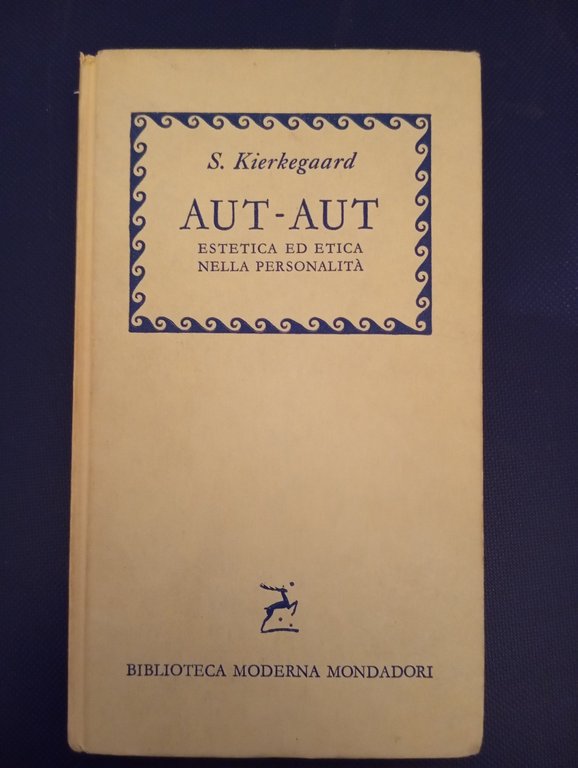 S. Kierkegaard
AUT-AUT
ESTETICA ED ETICA
NELLA PERSONALITÀ
BIBLIOTECA MODERNA MONDADORI